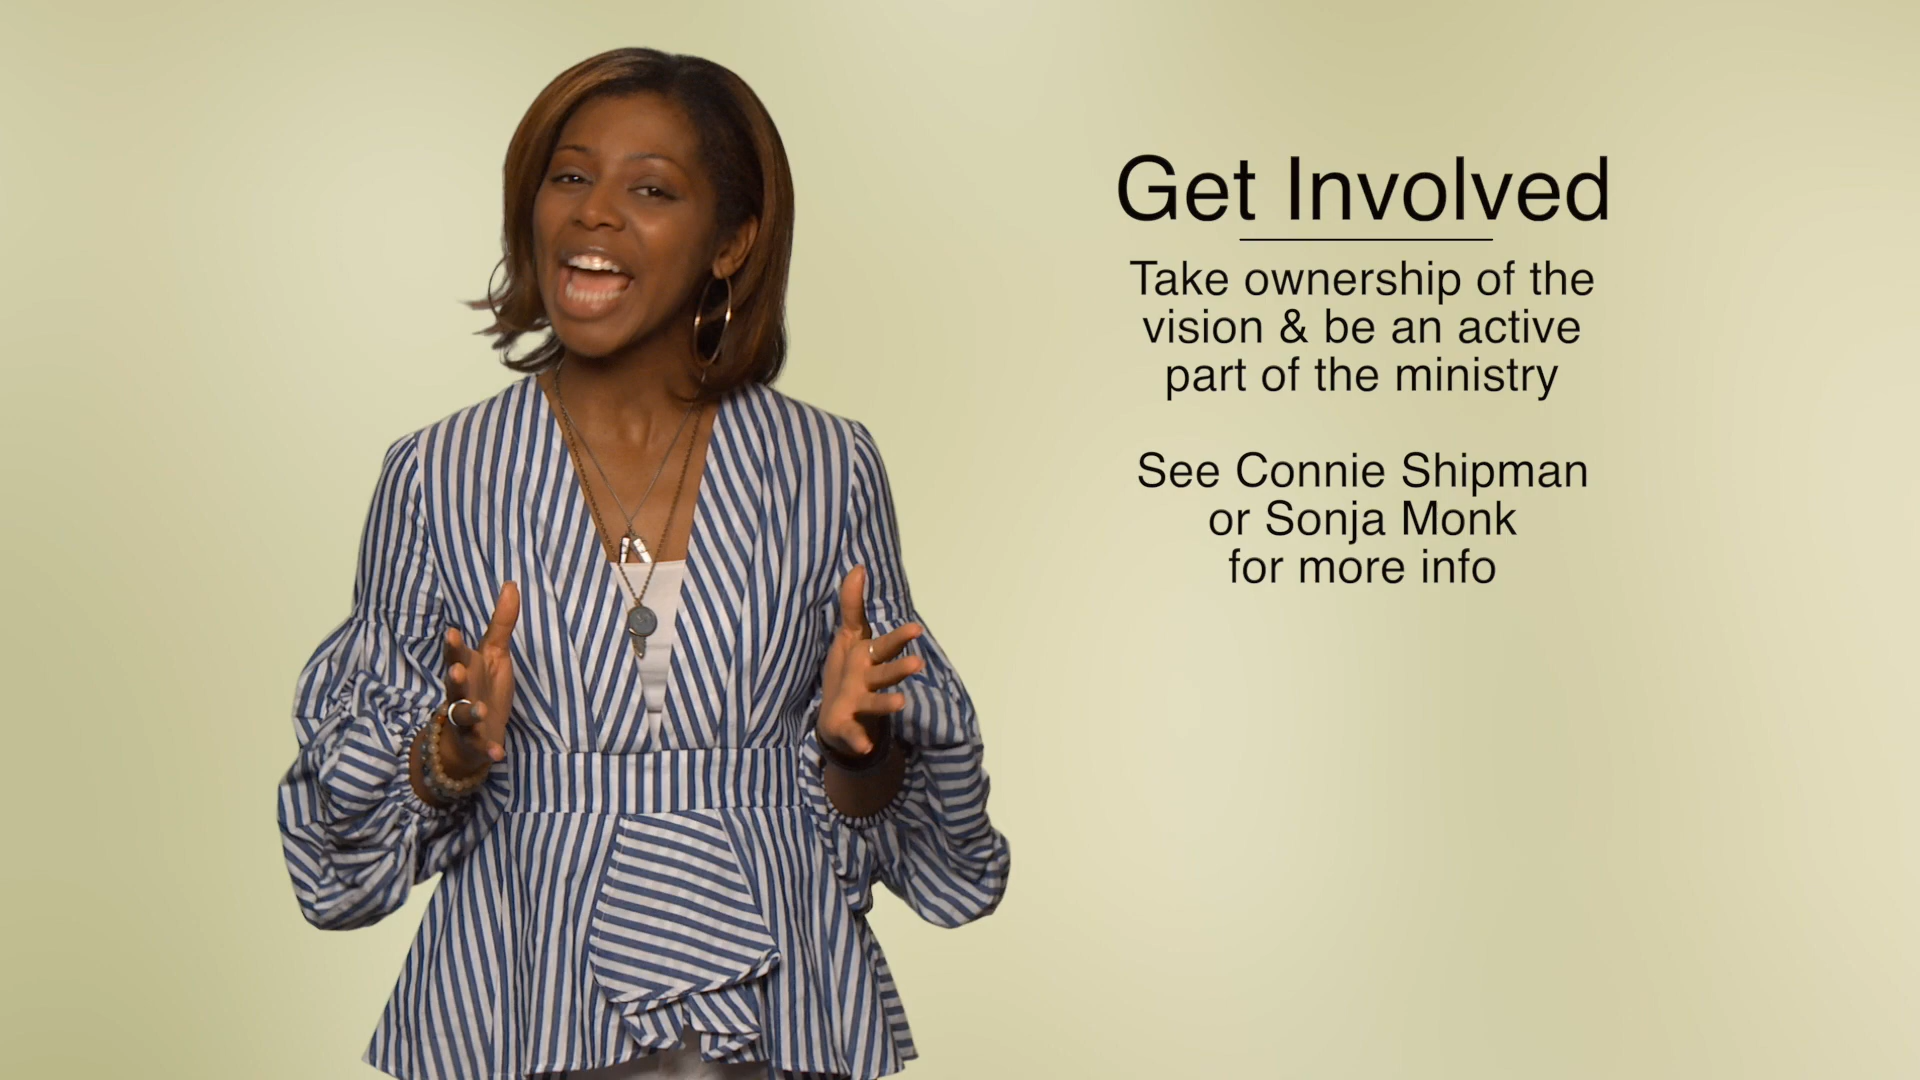 Get Involved
Take ownership of the
vision & be an active
part of the ministry
See Connie Shipman
or Sonja Monk
for more info